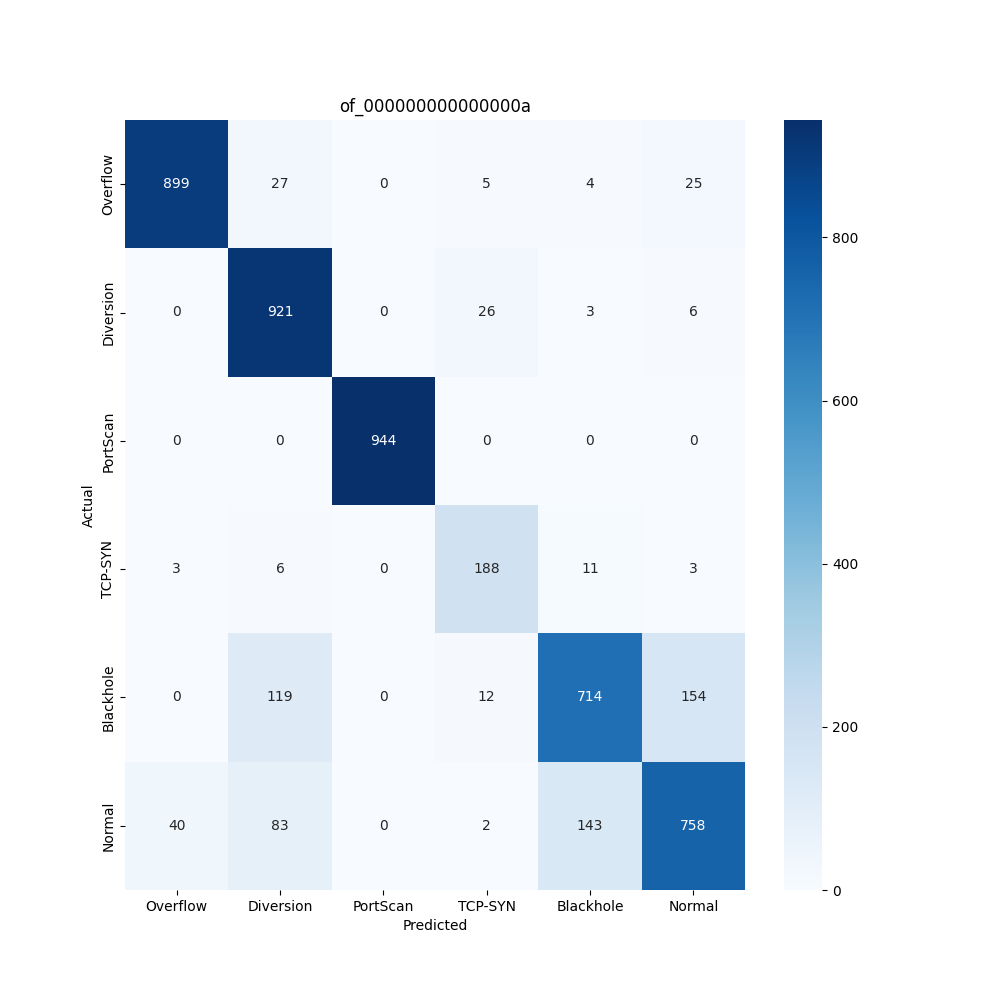 of_000000000000000a
Overflow 899 27 0 5 4 25
Diversion 0 921 0 26 3 6
PortScan 0 0 944 0 0 0
TCP-SYN 3 6 0 188 11 3
Blackhole 0 119 0 12 714 154
Normal 40 83 0 2 143 758
Actual
Overflow Diversion PortScan TCP-SYN Blackhole Normal
Predicted
800
600
400
200
0